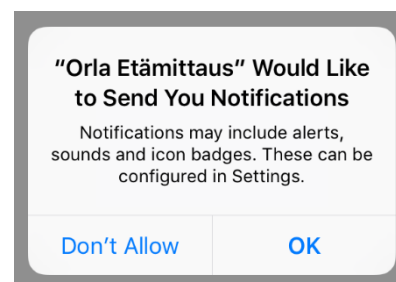 “Orla Etämittaus” Would Like
to Send You Notifications
Notifications may include alerts,
sounds and icon badges. These can be
configured in Settings.
Don’t Allow
OK